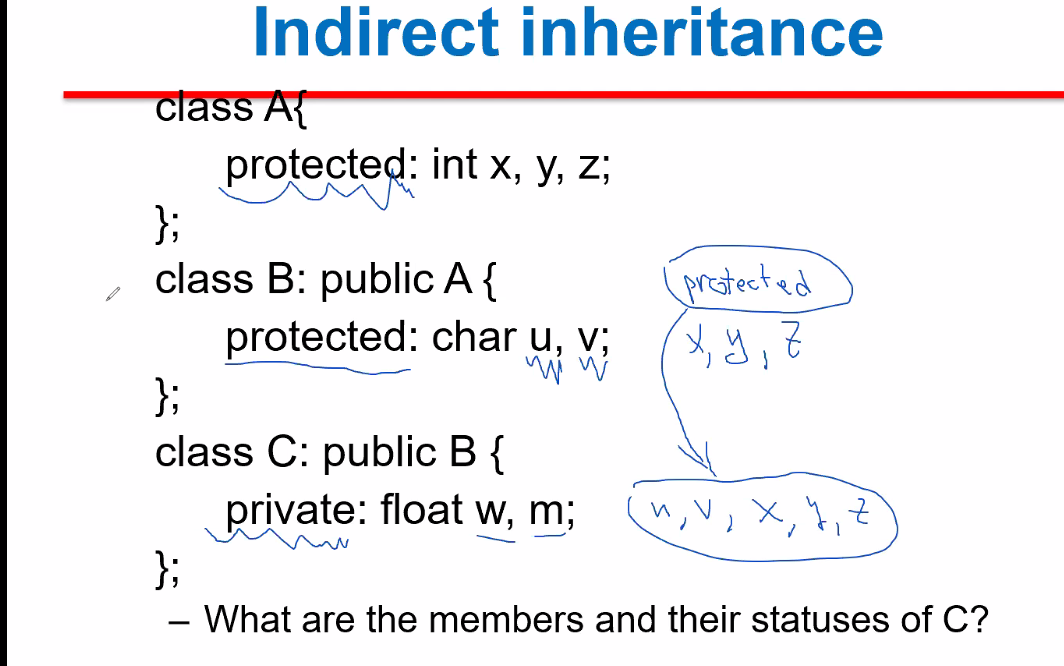 Indirect inheritance
class A{
protected: int x, y, z;
};
class B: public A {
protected
protected: char u, v;
x, y, z
};
class C: public B {
private: float w, m;
u, v, x, y, z
};
– What are the members and their statuses of C?